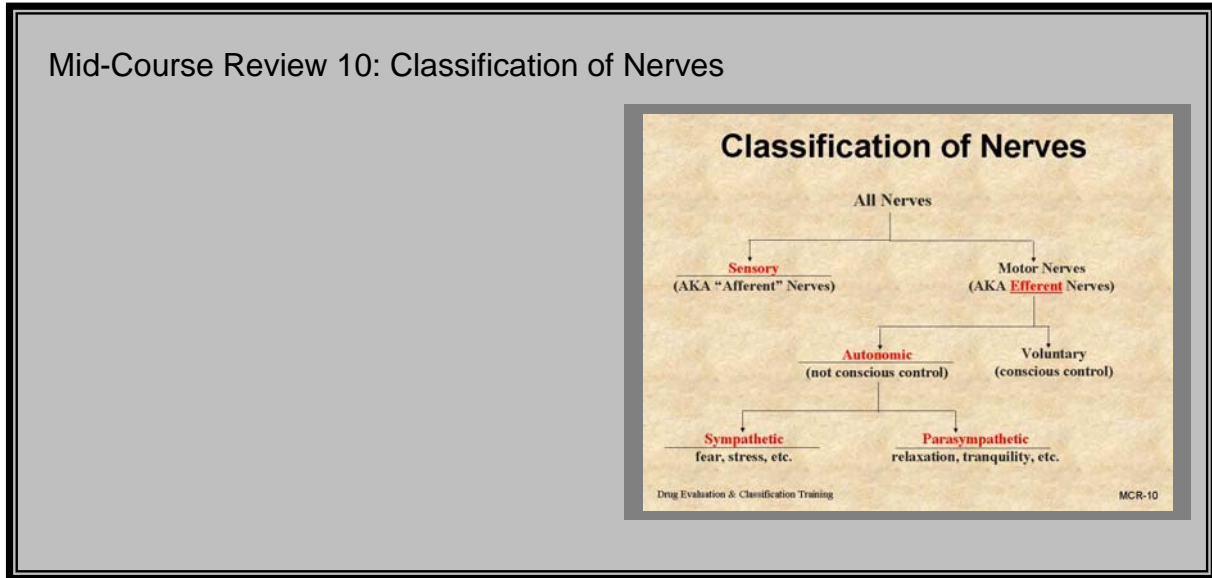 Mid-Course Review 10: Classification of Nerves
Classification of Nerves
All Nerves
Sensory
(AKA “Afferent” Nerves)
Motor Nerves
(AKA Efferent Nerves)
Autonomic
(not conscious control)
Voluntary
(conscious control)
Sympathetic
fear, stress, etc.
Parasympathetic
relaxation, tranquility, etc.
Drug Evaluation & Classification Training
MCR-10